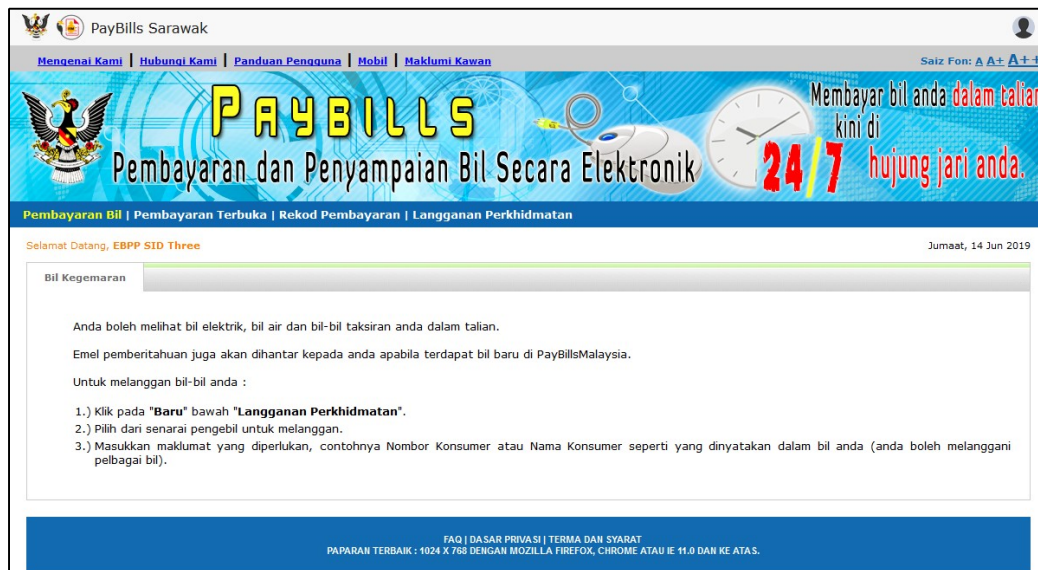 PayBills Sarawak
Mengenai Kami | Hubungi Kami | Panduan Pengguna | Mobil | Maklumi Kawan
Saiz Fon: A A+ A++
PAYBILLS
Pembayaran dan Penyampaian Bil Secara Elektronik
Membayar bil anda dalam talian
kini di
24/7 hujung jari anda.
Pembayaran Bil | Pembayaran Terbuka | Rekod Pembayaran | Langganan Perkhidmatan
Selamat Datang, EBPP SID Three
Jumaat, 14 Jun 2019
Bil Kegemaran
Anda boleh melihat bil elektrik, bil air dan bil-bil taksiran anda dalam talian.
Emel pemberitahuan juga akan dihantar kepada anda apabila terdapat bil baru di PayBillsMalaysia.
Untuk melanggan bil-bil anda :
1.) Klik pada "Baru" bawah "Langganan Perkhidmatan".
2.) Pilih dari senarai pengebil untuk melanggan.
3.) Masukkan maklumat yang diperlukan, contohnya Nombor Konsumer atau Nama Konsumer seperti yang dinyatakan dalam bil anda (anda boleh melanggani
pelbagai bil).
FAQ | DASAR PRIVASI | TERMA DAN SYARAT
PAPARAN TERBAIK : 1024 X 768 DENGAN MOZILLA FIREFOX, CHROME ATAU IE 11.0 DAN KE ATAS.